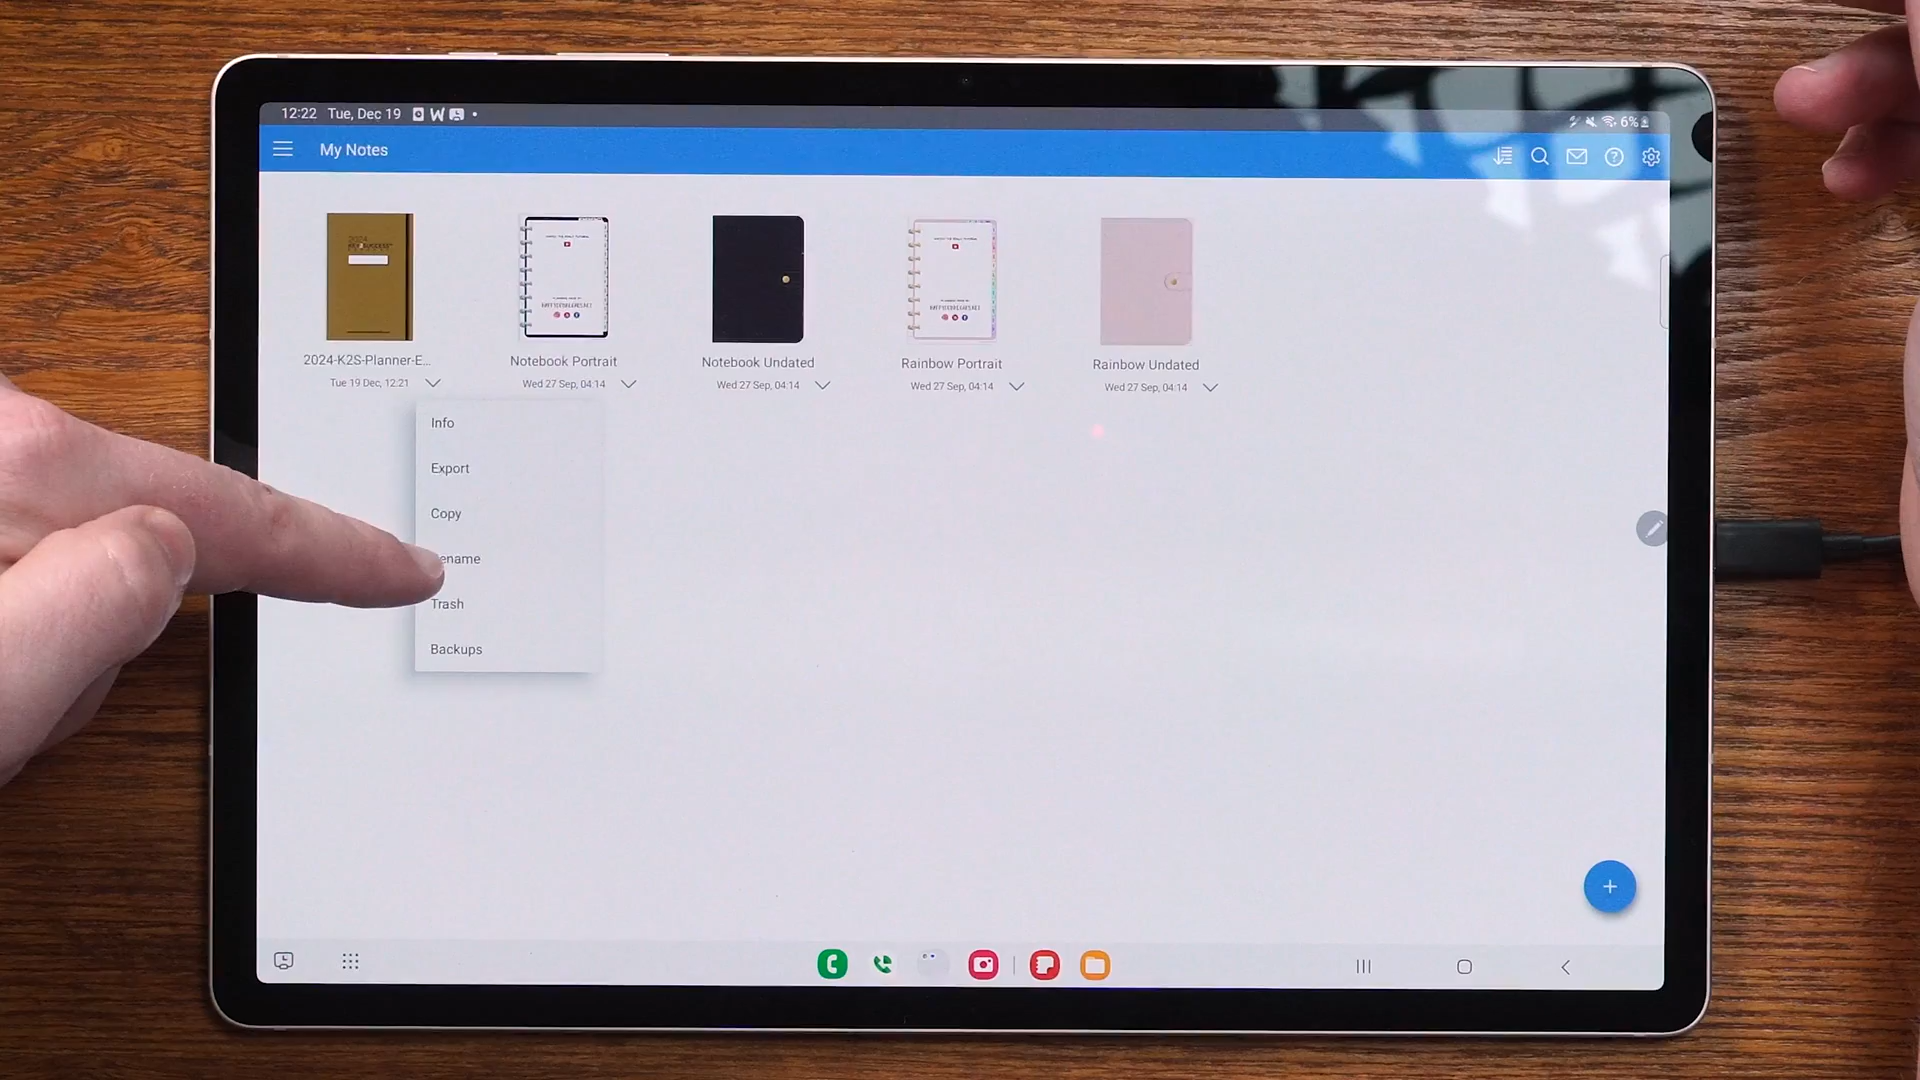 12:22 Tue, Dec 19
6%
My Notes
2024
2024-K2S-Planner-E...
Tue 19 Dec, 12:21
Notebook Portrait
Wed 27 Sep, 04:14
Notebook Undated
Wed 27 Sep, 04:14
Rainbow Portrait
Wed 27 Sep, 04:14
Rainbow Undated
Wed 27 Sep, 04:14
Info
Export
Copy
ename
Trash
Backups